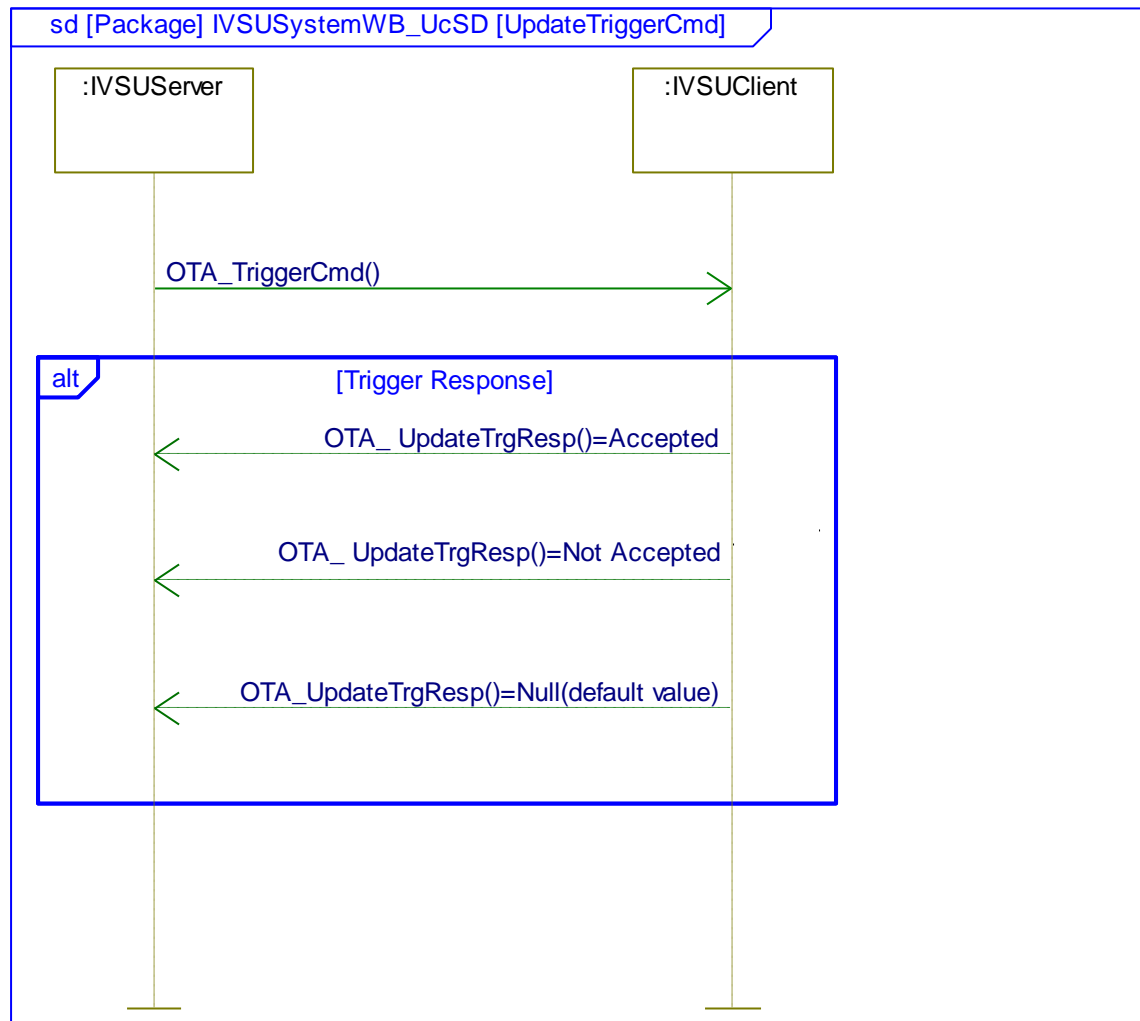 sd [Package] IVSUSystemWB_UcSD [UpdateTriggerCmd]
:IVSUServer
:IVSUClient
OTA_TriggerCmd()
alt
[Trigger Response]
OTA_ UpdateTrgResp()=Accepted
OTA_ UpdateTrgResp()=Not Accepted
OTA_UpdateTrgResp()=Null(default value)